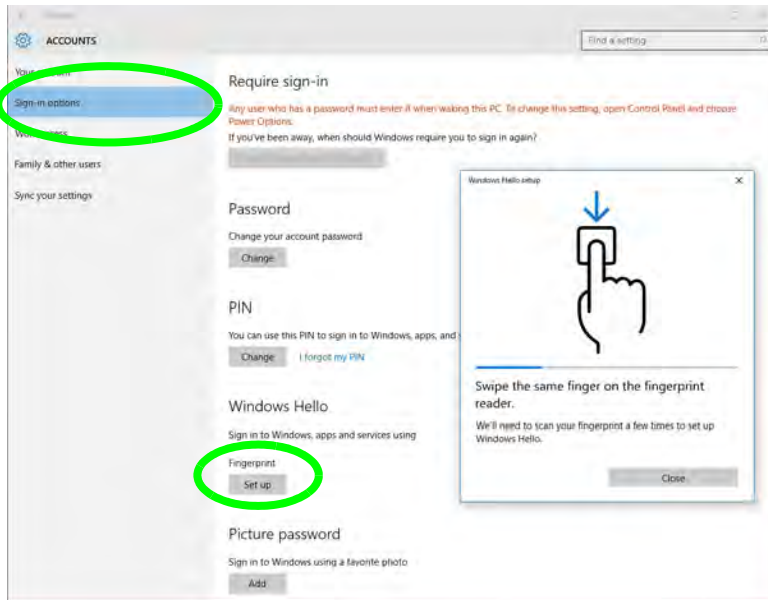 ACCOUNTS
Find a setting
Your account
Sign-in options
Work access
Family & other users
Sync your settings
Require sign-in
Any user who has a password must enter it when waking this PC. To change this setting, open Control Panel and choose
Power Options.
If you've been away, when should Windows require you to sign in again?
Password
Change your account password
Change
PIN
You can use this PIN to sign in to Windows, apps, and
Change I forgot my PIN
Windows Hello
Sign in to Windows, apps and services using
Fingerprint
Set up
Picture password
Sign in to Windows using a favorite photo
Add
Windows Hello setup
Swipe the same finger on the fingerprint
reader.
We'll need to scan your fingerprint a few times to set up
Windows Hello.
Close